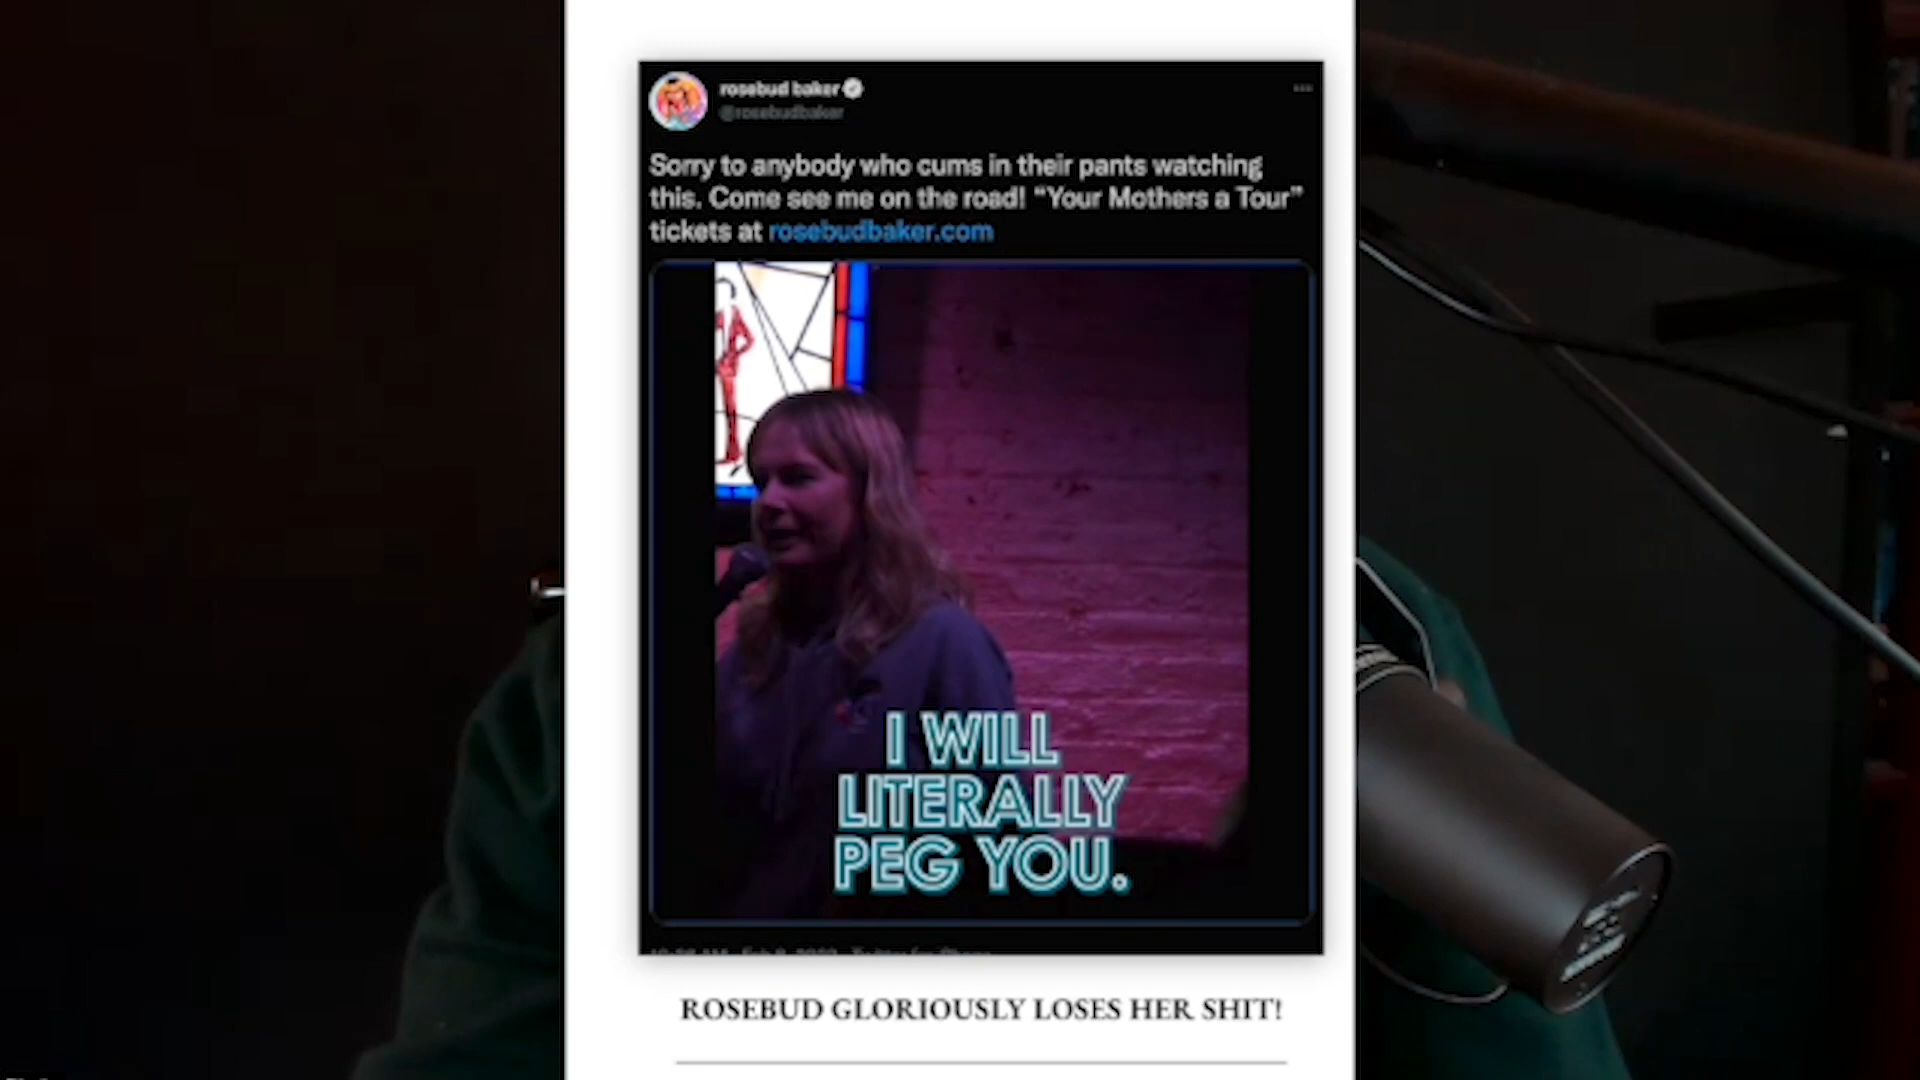 rosebud baker
@rosebudbaker
Sorry to anybody who cums in their pants watching
this. Come see me on the road! “Your Mothers a Tour”
tickets at rosebudbaker.com
I WILL
LITERALLY
PEG YOU.
ROSEBUD GLORIOUSLY LOSES HER SHIT!